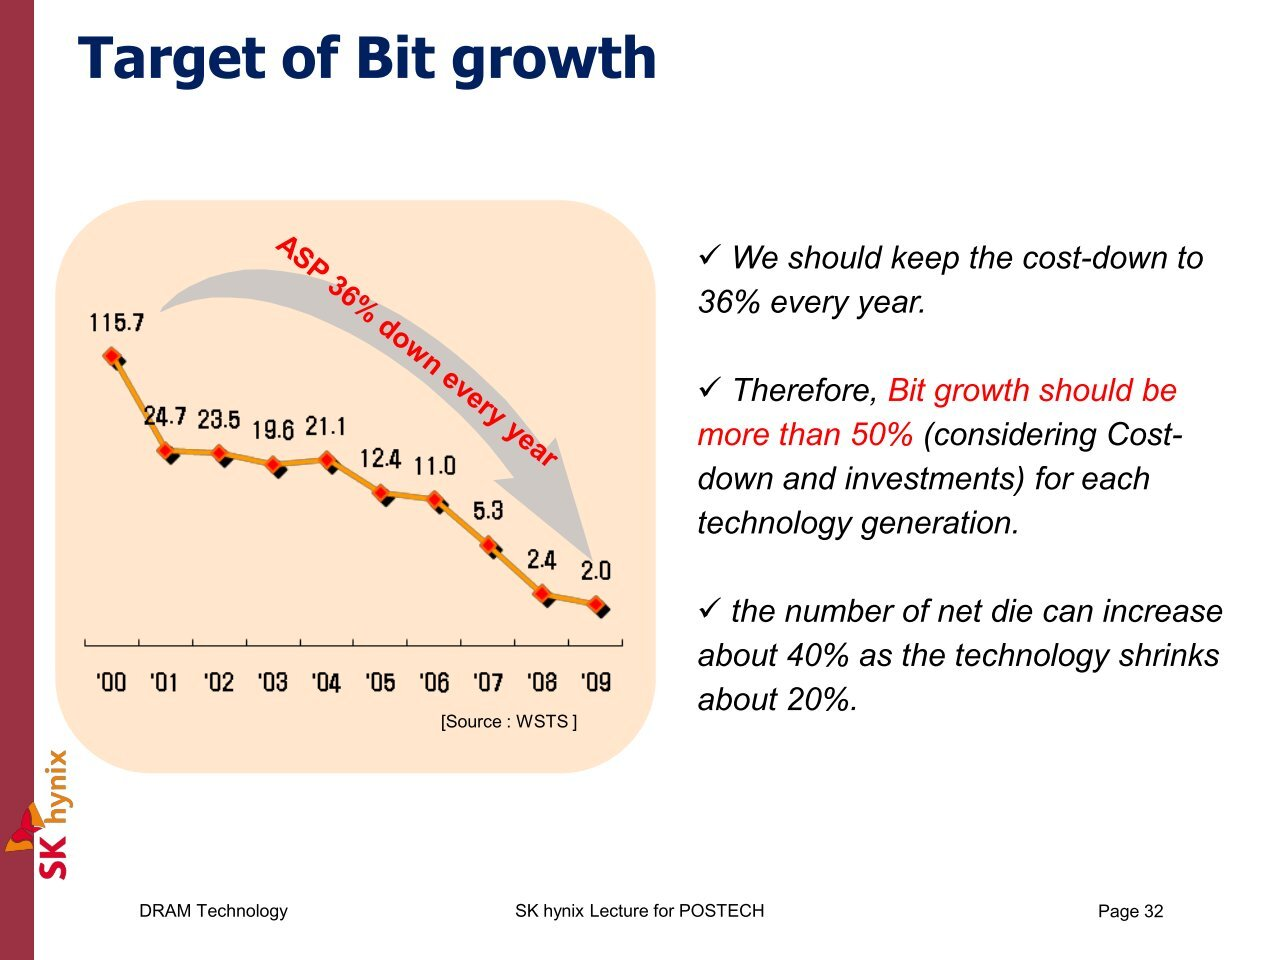 Target of Bit growth
ASP 36% down every year
115.7
24.7
23.5
19.6
21.1
12.4
11.0
5.3
2.4
2.0
'00
'01
'02
'03
'04
'05
'06
'07
'08
'09
[Source : WSTS ]
✓ We should keep the cost-down to
36% every year.
✓ Therefore, Bit growth should be
more than 50% (considering Cost-
down and investments) for each
technology generation.
✓ the number of net die can increase
about 40% as the technology shrinks
about 20%.
SK hynix
DRAM Technology
SK hynix Lecture for POSTECH
Page 32